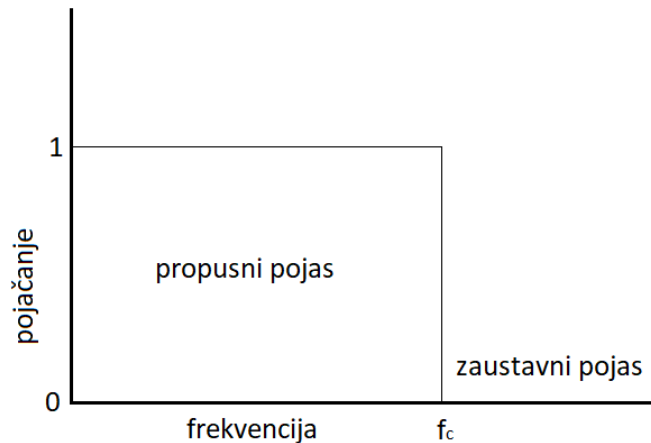 1
pojačanje
propusni pojas
zaustavni pojas
0
frekvencija
fc